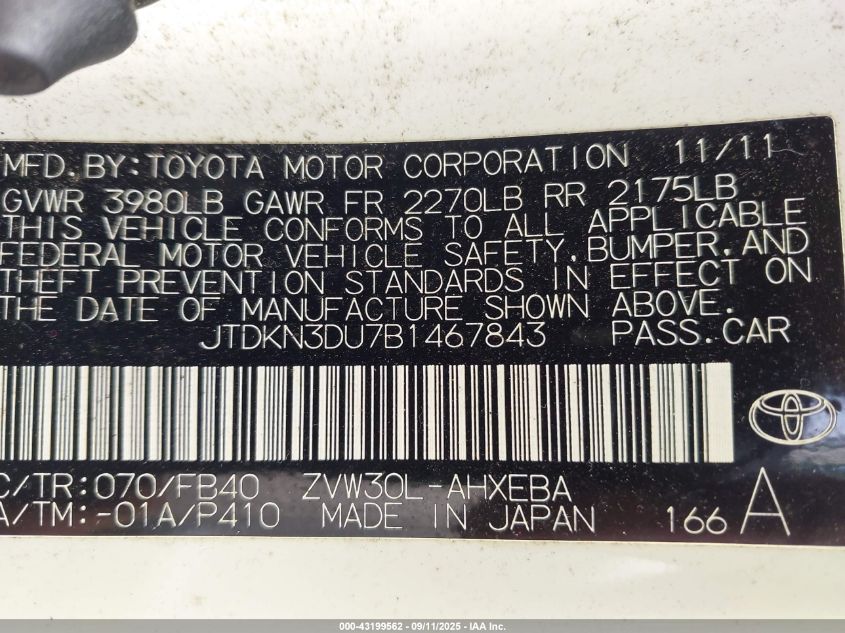 MFD. BY: TOYOTA MOTOR CORPORATION 11/11
GVWR 3980LB GAWR FR 2270LB RR 2175LB
THIS VEHICLE CONFORMS TO ALL APPLICABLE
FEDERAL MOTOR VEHICLE SAFETY, BUMPER, AND
THEFT PREVENTION STANDARDS IN EFFECT ON
THE DATE OF MANUFACTURE SHOWN ABOVE.
JTDKN3DU7B1467843 PASS. CAR
C/TR: 070/FB40 ZVW30L-AHXEBA
A/TM: -01A/P410 MADE IN JAPAN 166 A
000-43199562 - 09/11/2025 - IAA Inc.